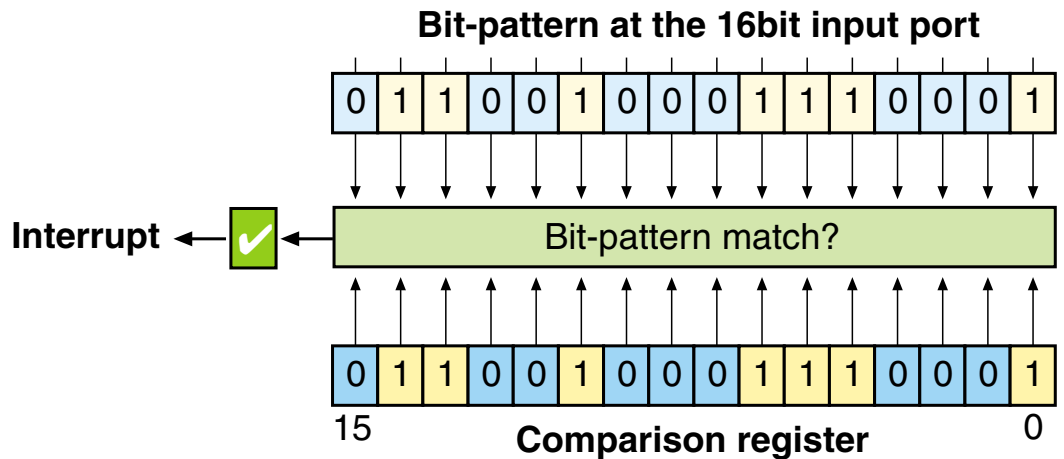 Bit-pattern at the 16bit input port
0 1 1 0 0 1 0 0 0 1 1 1 0 0 0 1
Interrupt
Bit-pattern match?
0 1 1 0 0 1 0 0 0 1 1 1 0 0 0 1
15 0
Comparison register